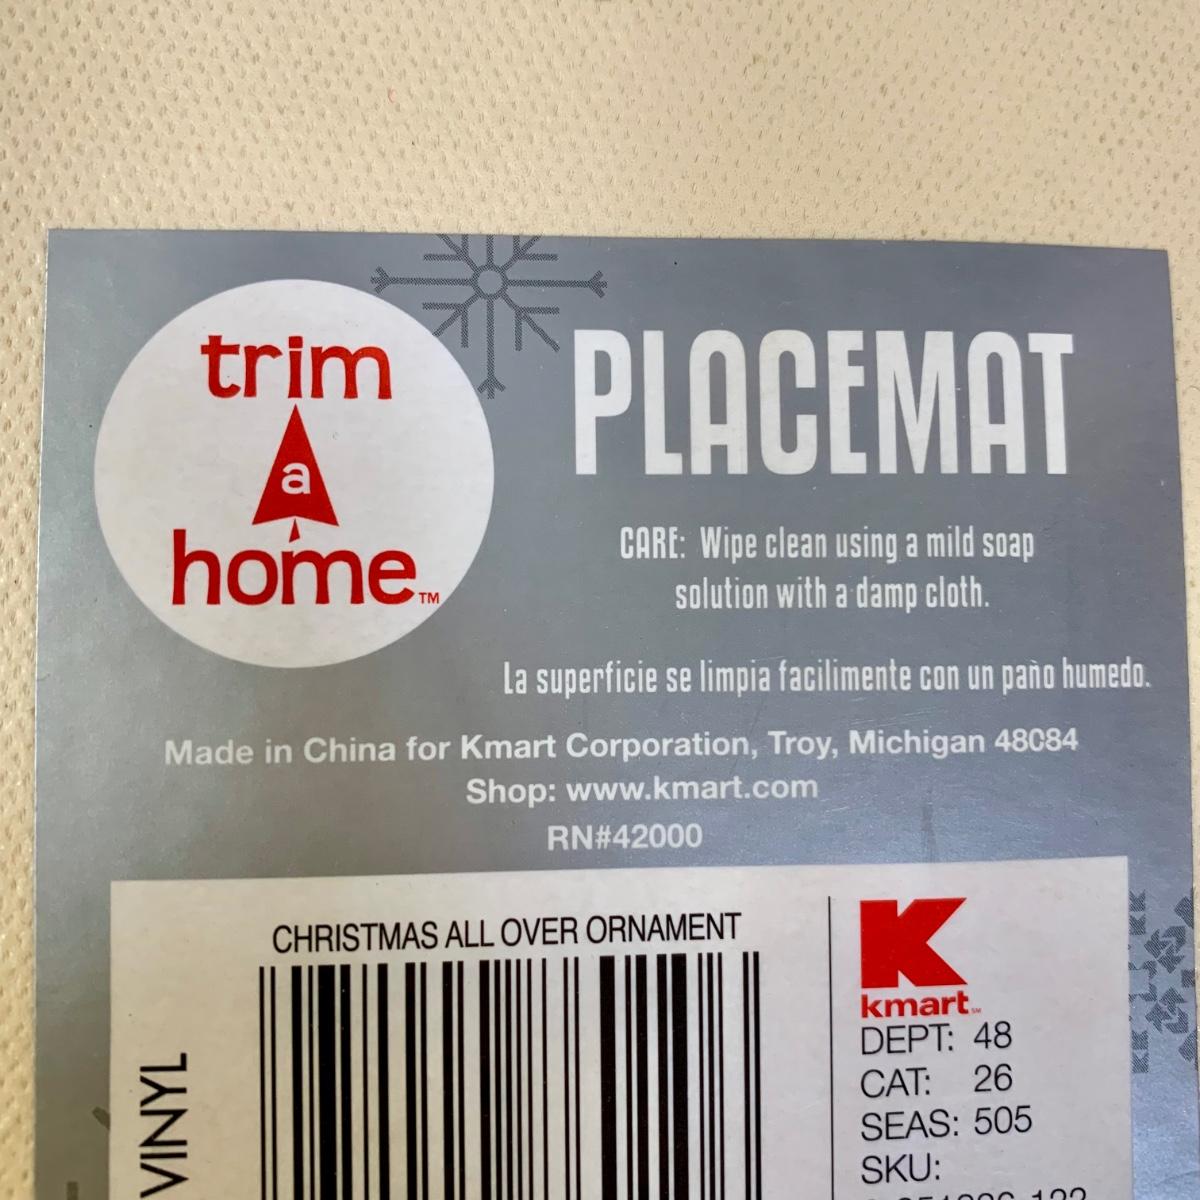 trim
a
home™
PLACEMAT
CARE: Wipe clean using a mild soap
solution with a damp cloth.
La superficie se limpia facilimente con un paño humedo.
Made in China for Kmart Corporation, Troy, Michigan 48084
Shop: www.kmart.com
RN#42000
CHRISTMAS ALL OVER ORNAMENT
VINYL
K
kmart℠
DEPT: 48
CAT: 26
SEAS: 505
SKU: